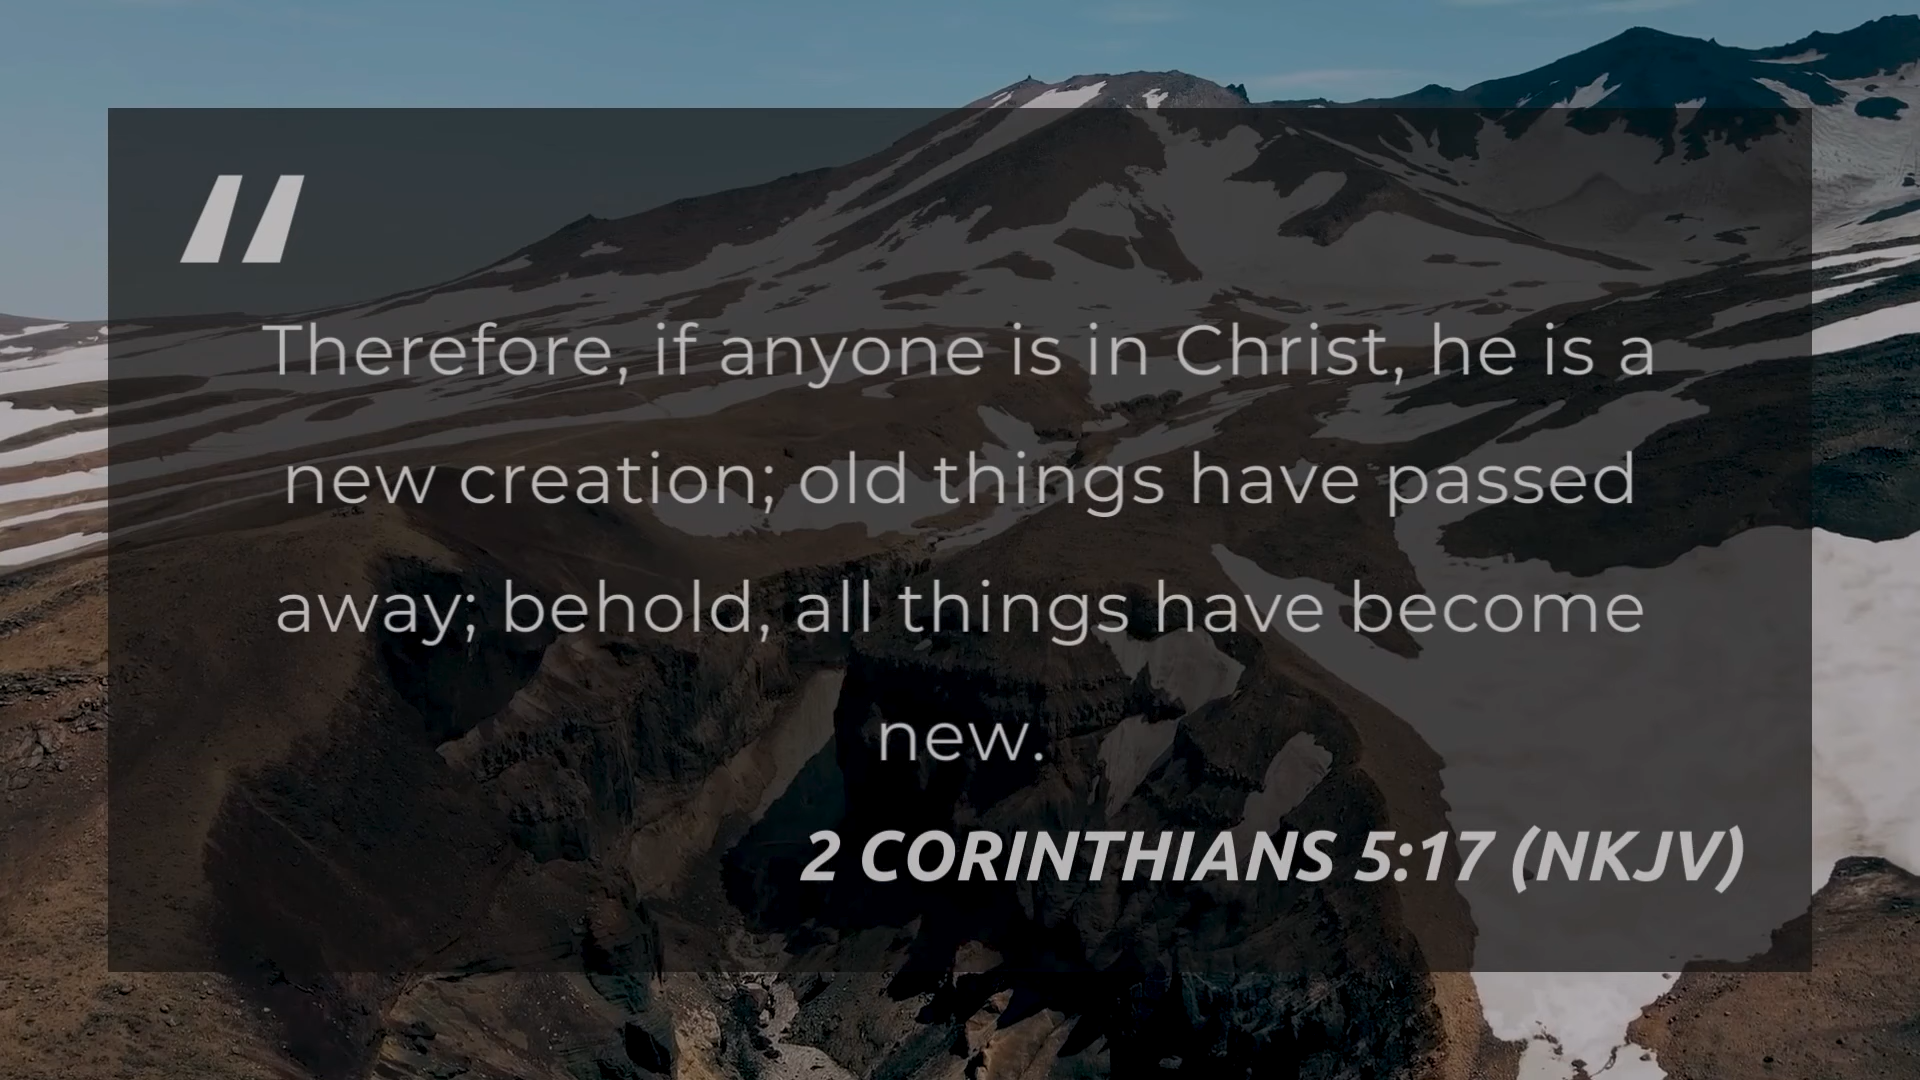 "
Therefore, if anyone is in Christ, he is a
new creation; old things have passed
away; behold, all things have become
new.
2 CORINTHIANS 5:17 (NKJV)